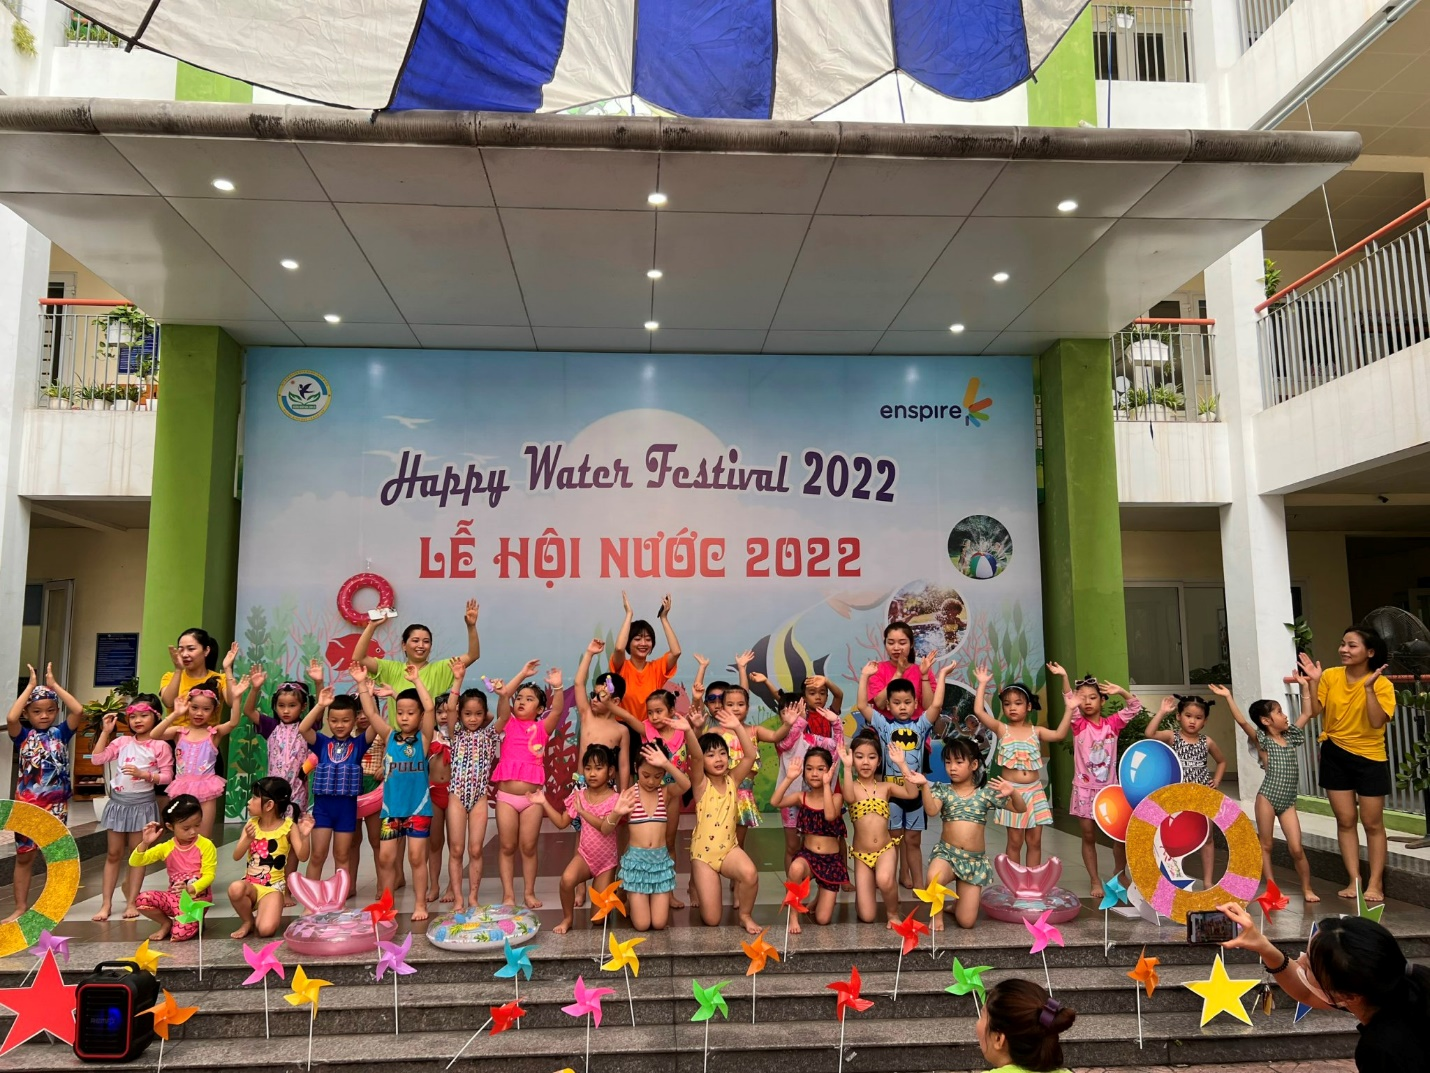 enspire
Happy Water Festival 2022
LỄ HỘI NƯỚC 2022
PULO